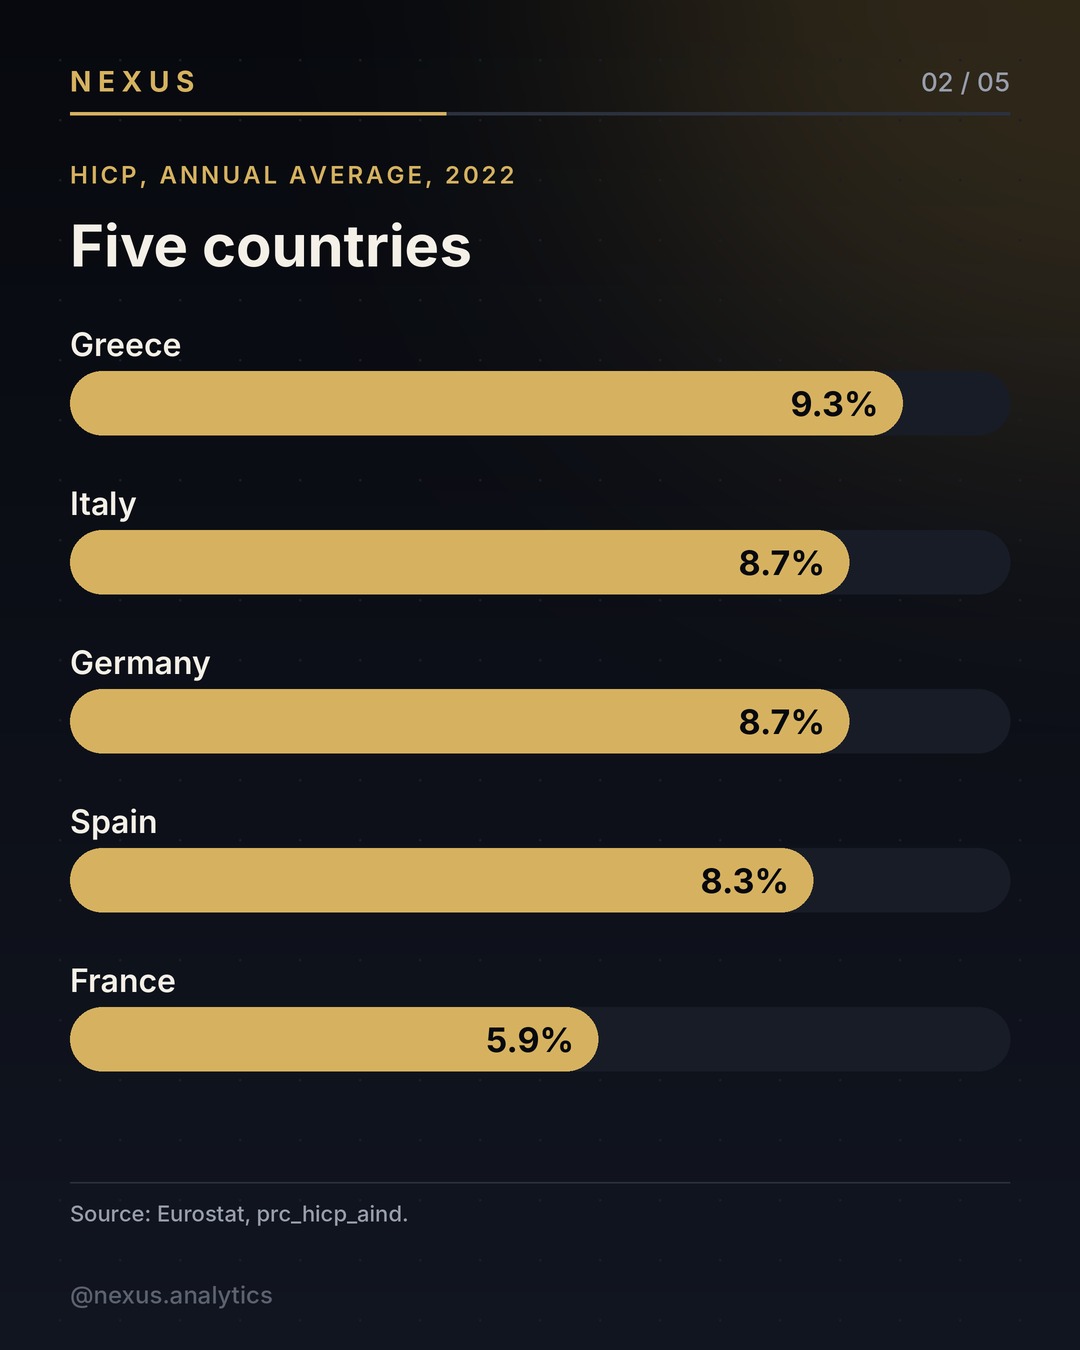 NEXUS
02 / 05
HICP, ANNUAL AVERAGE, 2022
Five countries
Greece
9.3%
Italy
8.7%
Germany
8.7%
Spain
8.3%
France
5.9%
Source: Eurostat, prc_hicp_aind.
@nexus.analytics